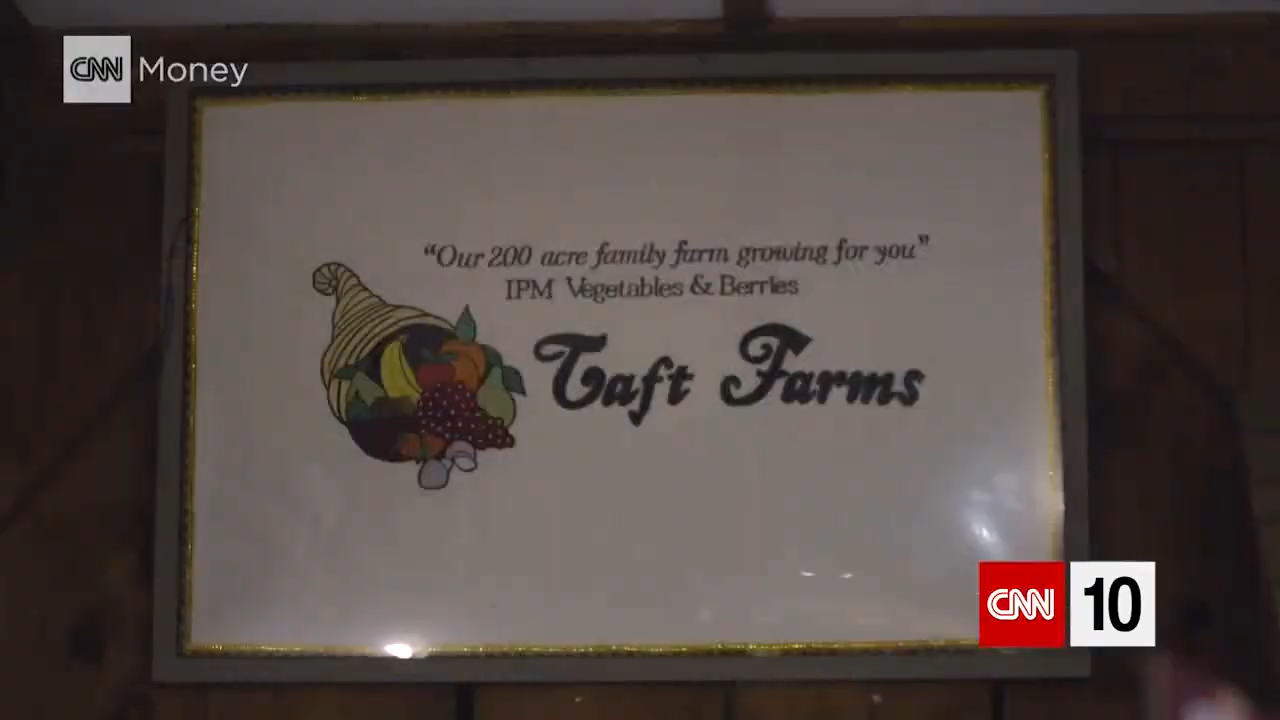 CNN Money
“Our 200 acre family farm growing for you”
IPM Vegetables & Berries
Taft Farms
CNN 10